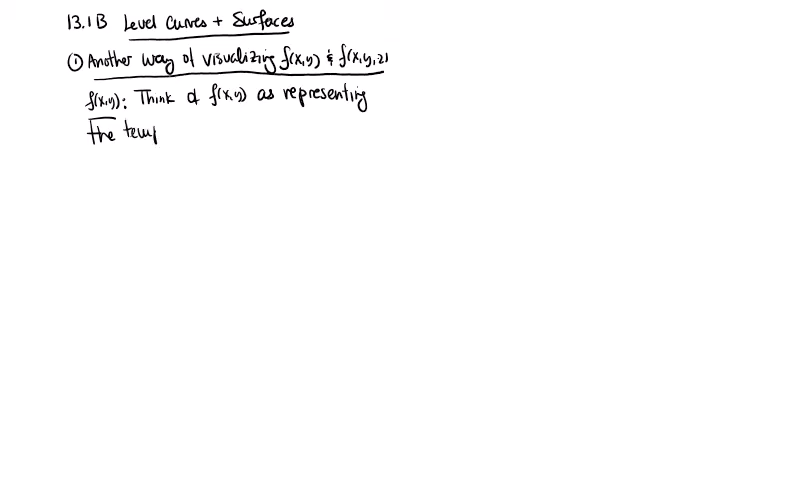 13.1B Level Curves + Surfaces
① Another way of visualizing f(x,y) & f(x,y,z)
f(x,y): Think of f(x,y) as representing
the temp